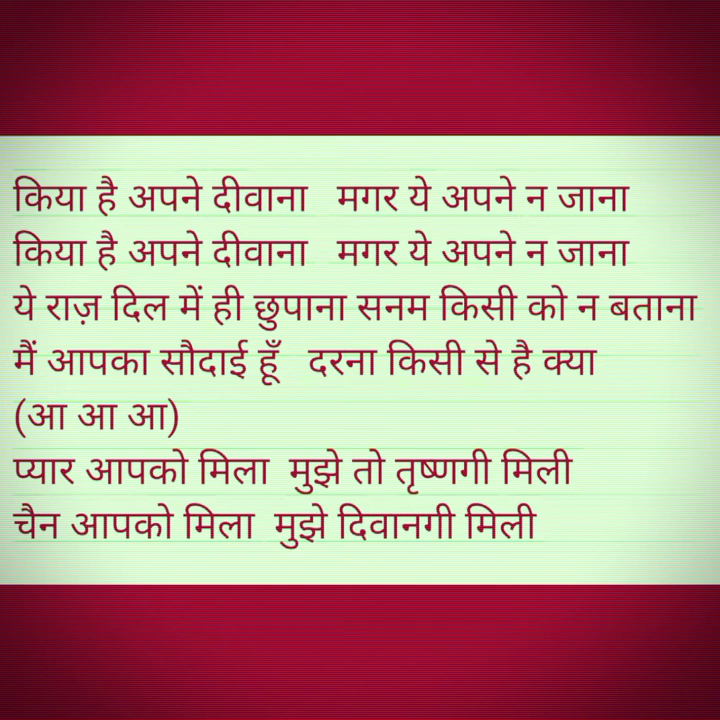 किया है अपने दीवाना मगर ये अपने न जाना
किया है अपने दीवाना मगर ये अपने न जाना
ये राज़ दिल में ही छुपाना सनम किसी को न बताना
मैं आपका सौदाई हूँ दरना किसी से है क्या
(आ आ आ)
प्यार आपको मिला मुझे तो तृष्णगी मिली
चैन आपको मिला मुझे दिवानगी मिली